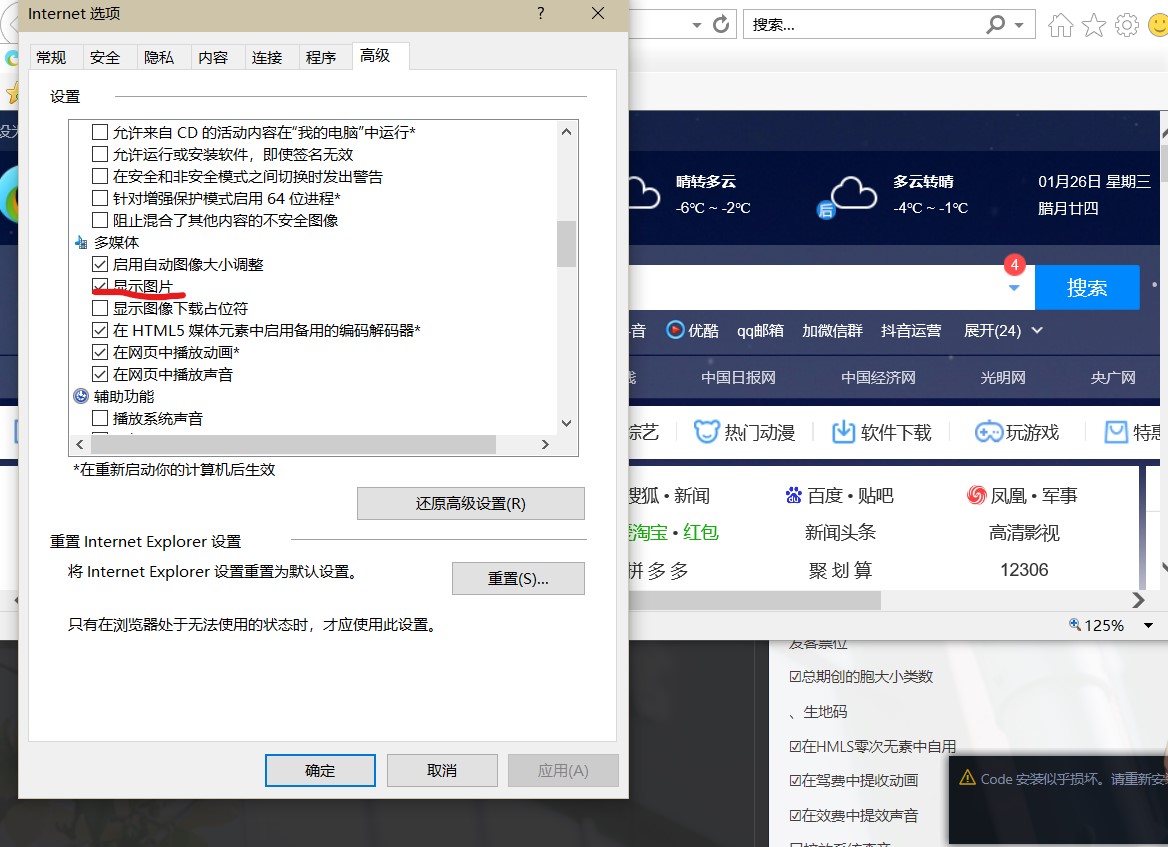 Internet 选项
?
搜索...
常规 安全 隐私 内容 连接 程序 高级
设置
允许来自 CD 的活动内容在"我的电脑"中运行*
允许运行或安装软件，即使签名无效
在安全和非安全模式之间切换时发出警告
针对增强保护模式启用 64 位进程*
阻止混合了其他内容的不安全图像
多媒体
启用自动图像大小调整
显示图片
显示图像下载占位符
在 HTML5 媒体元素中启用备用的编码解码器*
在网页中播放动画*
在网页中播放声音
辅助功能
播放系统声音
*在重新启动你的计算机后生效
还原高级设置(R)
重置 Internet Explorer 设置
将 Internet Explorer 设置重置为默认设置。
重置(S)...
只有在浏览器处于无法使用的状态时，才应使用此设置。
确定 取消 应用(A)
晴转多云
-6℃ ~ -2℃
后
多云转晴
-4℃ ~ -1℃
01月26日 星期三
腊月廿四
4
搜索
音 优酷 qq邮箱 加微信群 抖音运营 展开(24)
中国日报网 中国经济网 光明网 央广网
综艺 热门动漫 软件下载 玩游戏 特惠
搜狐 • 新闻 百度 • 贴吧 凤凰 • 军事
爱淘宝 • 红包 新闻头条 高清影视
拼 多 多 聚 划 算 12306
125%
☑总期创的胞大小类数
、生地码
☑在HMLS零次无素中自用
☑在驾费中提收动画
☑在效费中提效声音
Code 安装似乎损坏。请重新安